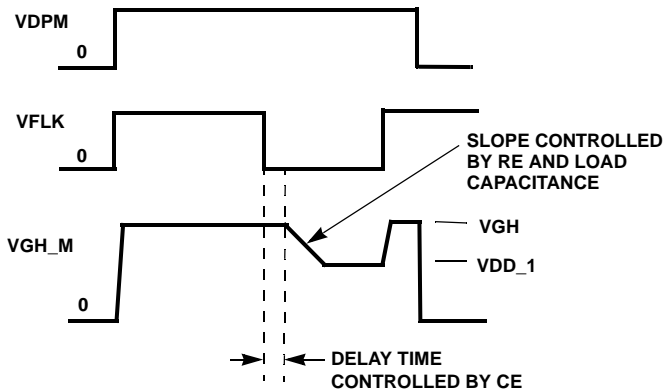 VDPM
0
VFLK
0
SLOPE CONTROLLED
BY RE AND LOAD
CAPACITANCE
VGH_M
VGH
VDD_1
0
DELAY TIME
CONTROLLED BY CE